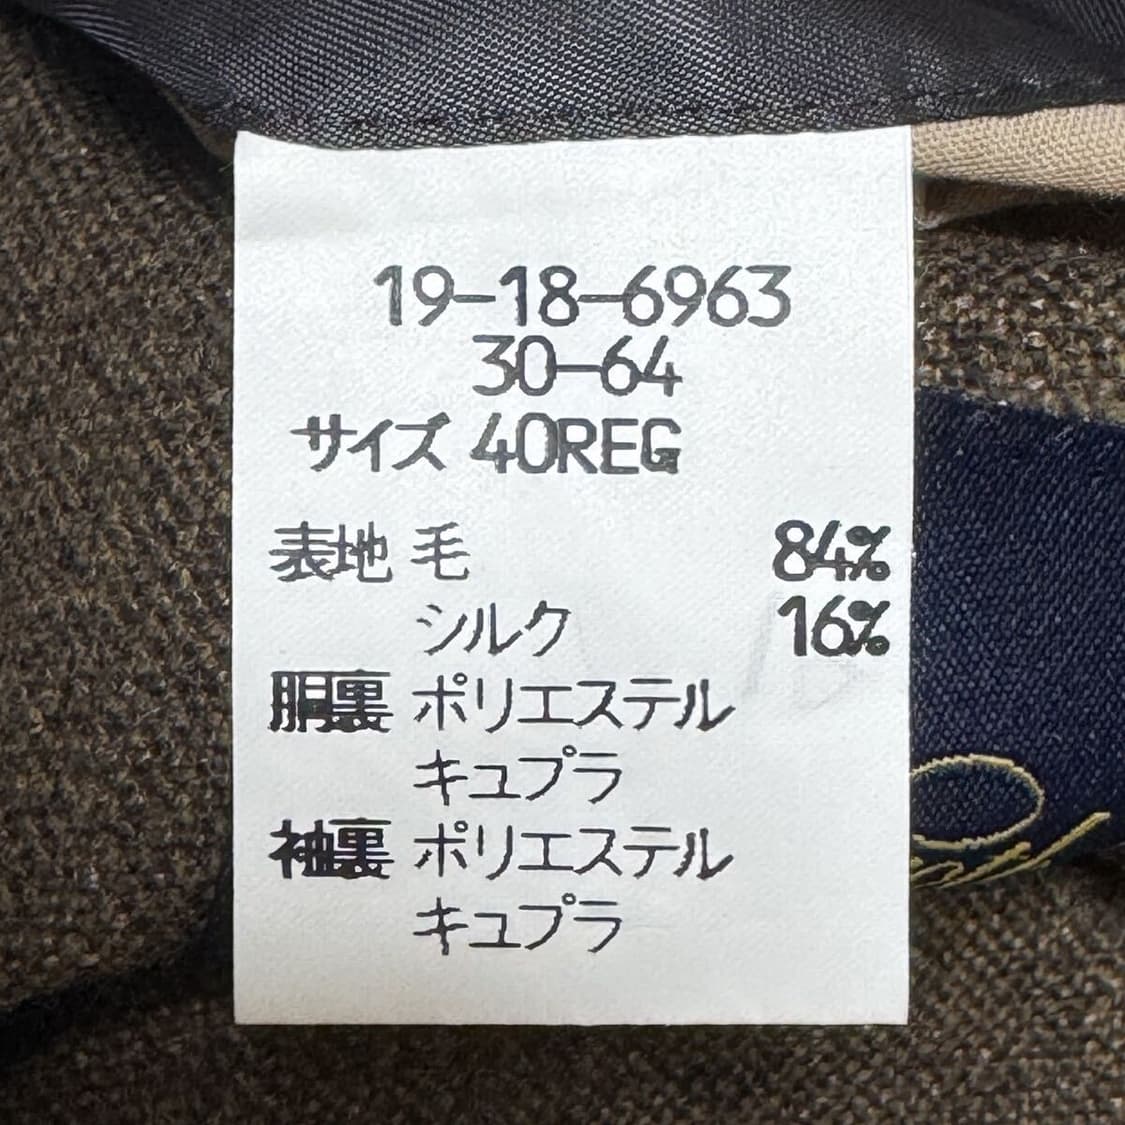 19-18-6963
30-64
サイズ 40REG
表地 毛 84%
シルク 16%
胴裏 ポリエステル
キュプラ
袖裏 ポリエステル
キュプラ